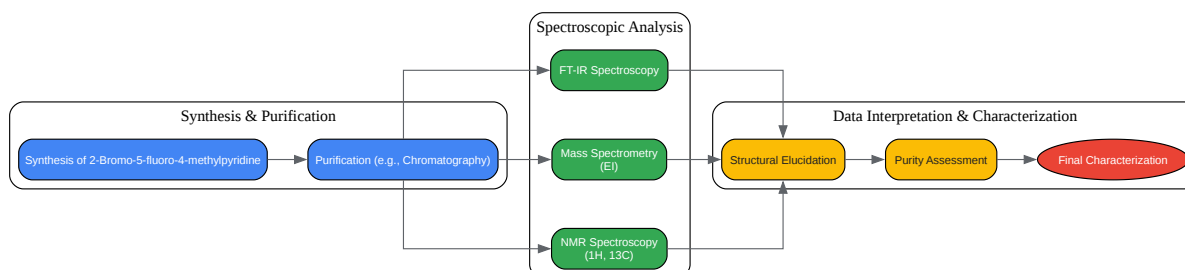 Spectroscopic Analysis
FT-IR Spectroscopy
Synthesis & Purification
Data Interpretation & Characterization
Synthesis of 2-Bromo-5-fluoro-4-methylpyridine
Purification (e.g., Chromatography)
Mass Spectrometry
(EI)
Structural Elucidation
Purity Assessment
Final Characterization
NMR Spectroscopy
(1H, 13C)